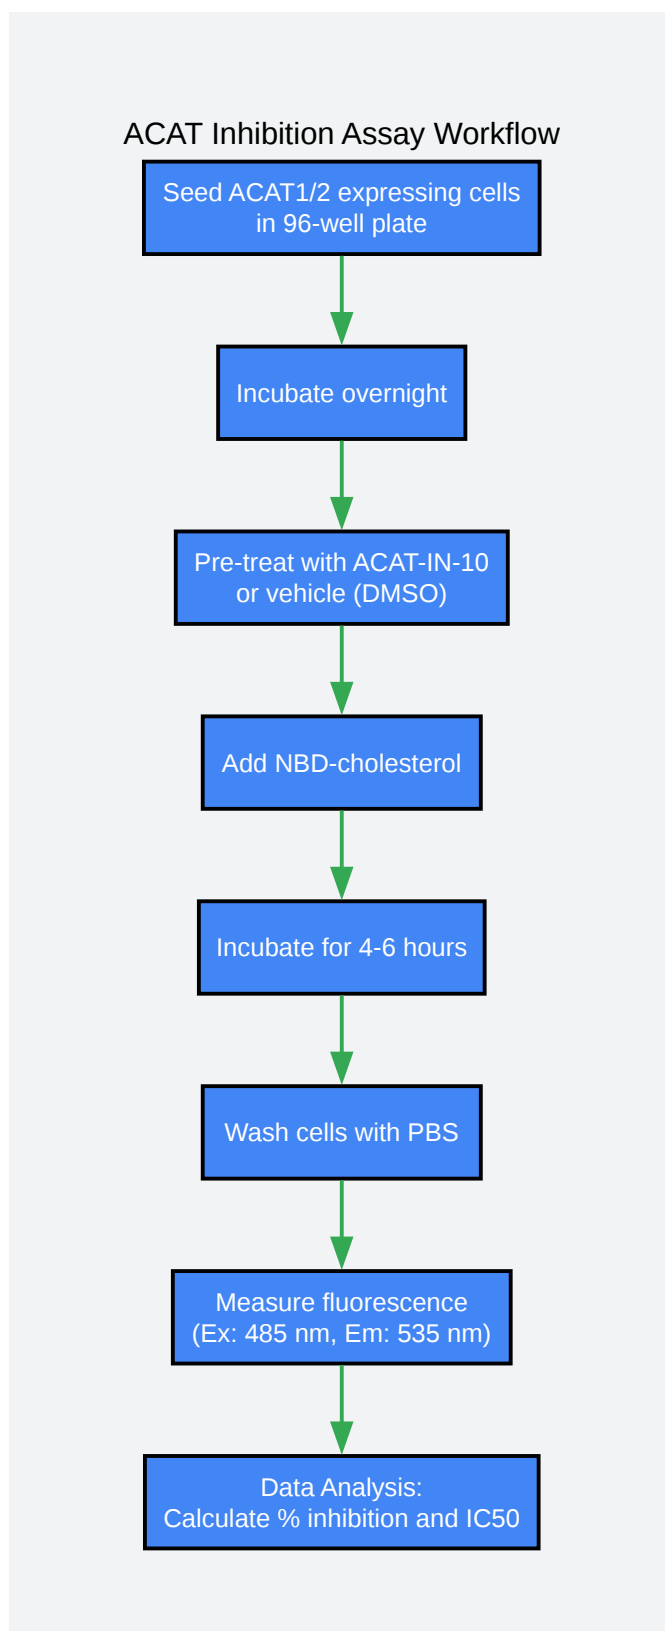 ACAT Inhibition Assay Workflow
Seed ACAT1/2 expressing cells
in 96-well plate
Incubate overnight
Pre-treat with ACAT-IN-10
or vehicle (DMSO)
Add NBD-cholesterol
Incubate for 4-6 hours
Wash cells with PBS
Measure fluorescence
(Ex: 485 nm, Em: 535 nm)
Data Analysis:
Calculate % inhibition and IC50